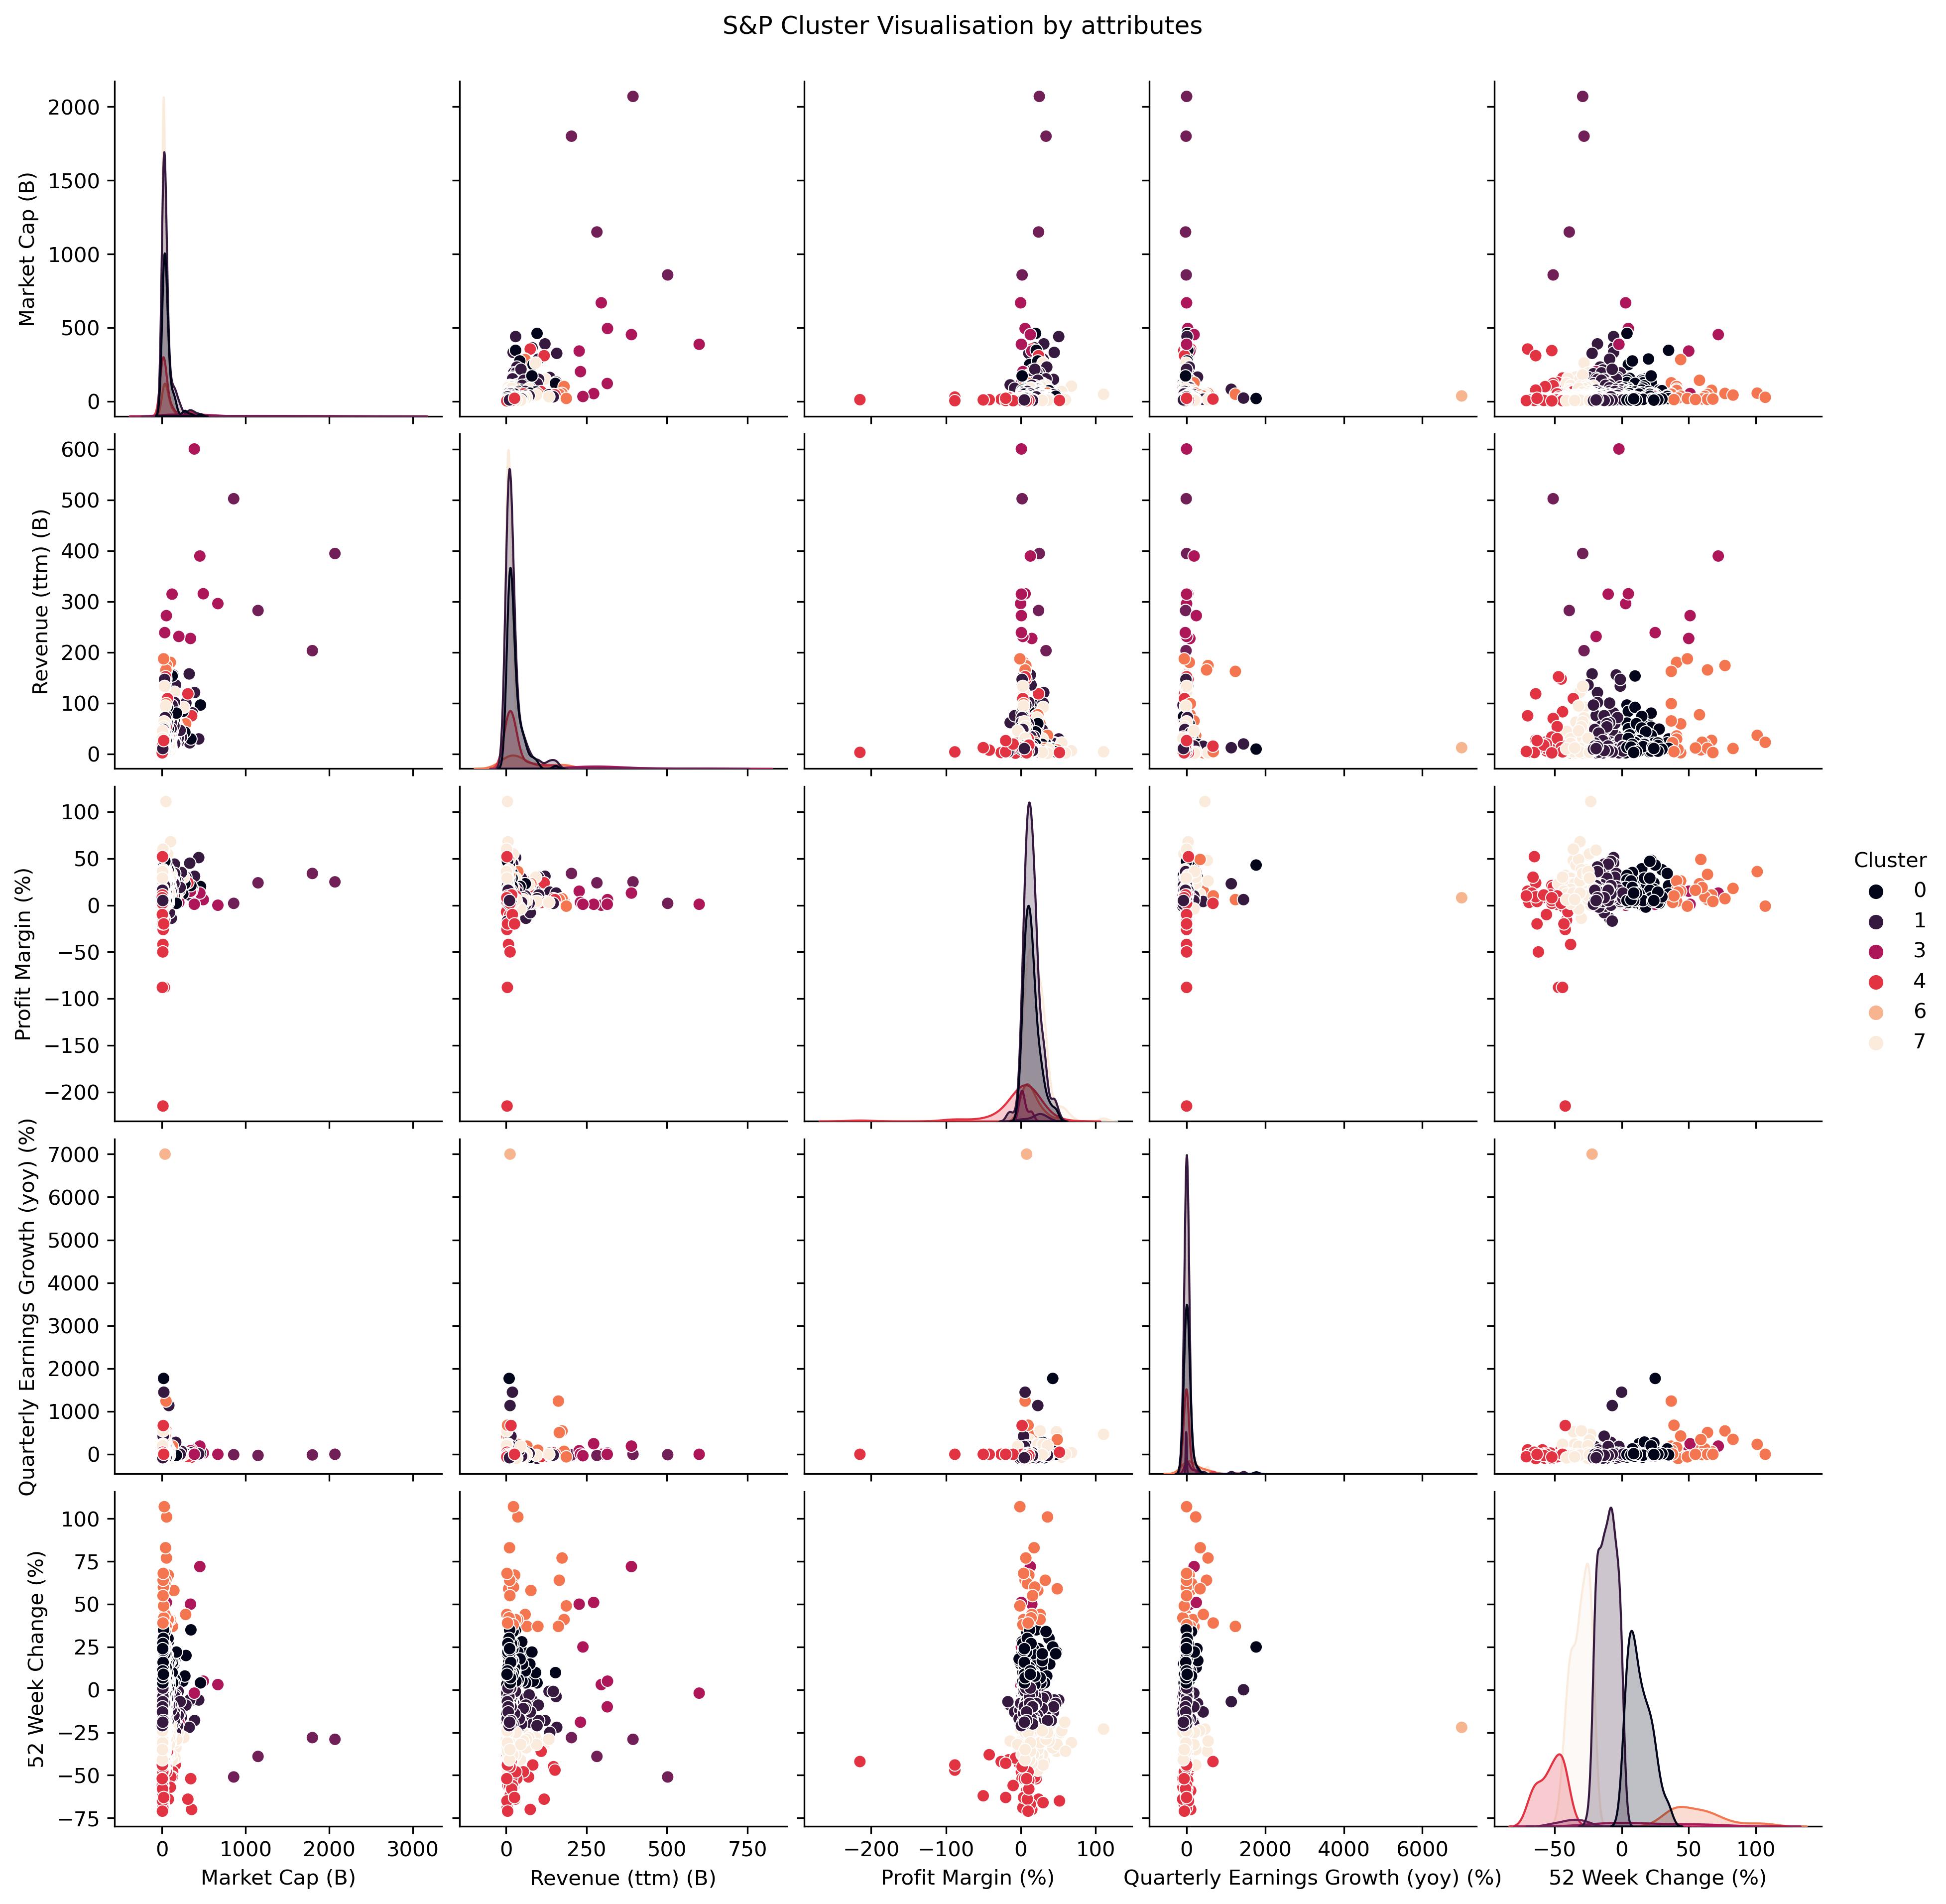 S&P Cluster Visualisation by attributes
Market Cap (B)
2000
1500
1000
500
0
Revenue (ttm) (B)
600
500
400
300
200
100
0
Profit Margin (%)
100
50
0
−50
−100
−150
−200
Cluster
0
1
3
4
6
7
Quarterly Earnings Growth (yoy) (%)
7000
6000
5000
4000
3000
2000
1000
0
52 Week Change (%)
100
75
50
25
0
−25
−50
−75
0 1000 2000 3000
0 250 500 750
−200 −100 0 100
0 2000 4000 6000
−50 0 50 100
Market Cap (B)
Revenue (ttm) (B)
Profit Margin (%)
Quarterly Earnings Growth (yoy) (%)
52 Week Change (%)